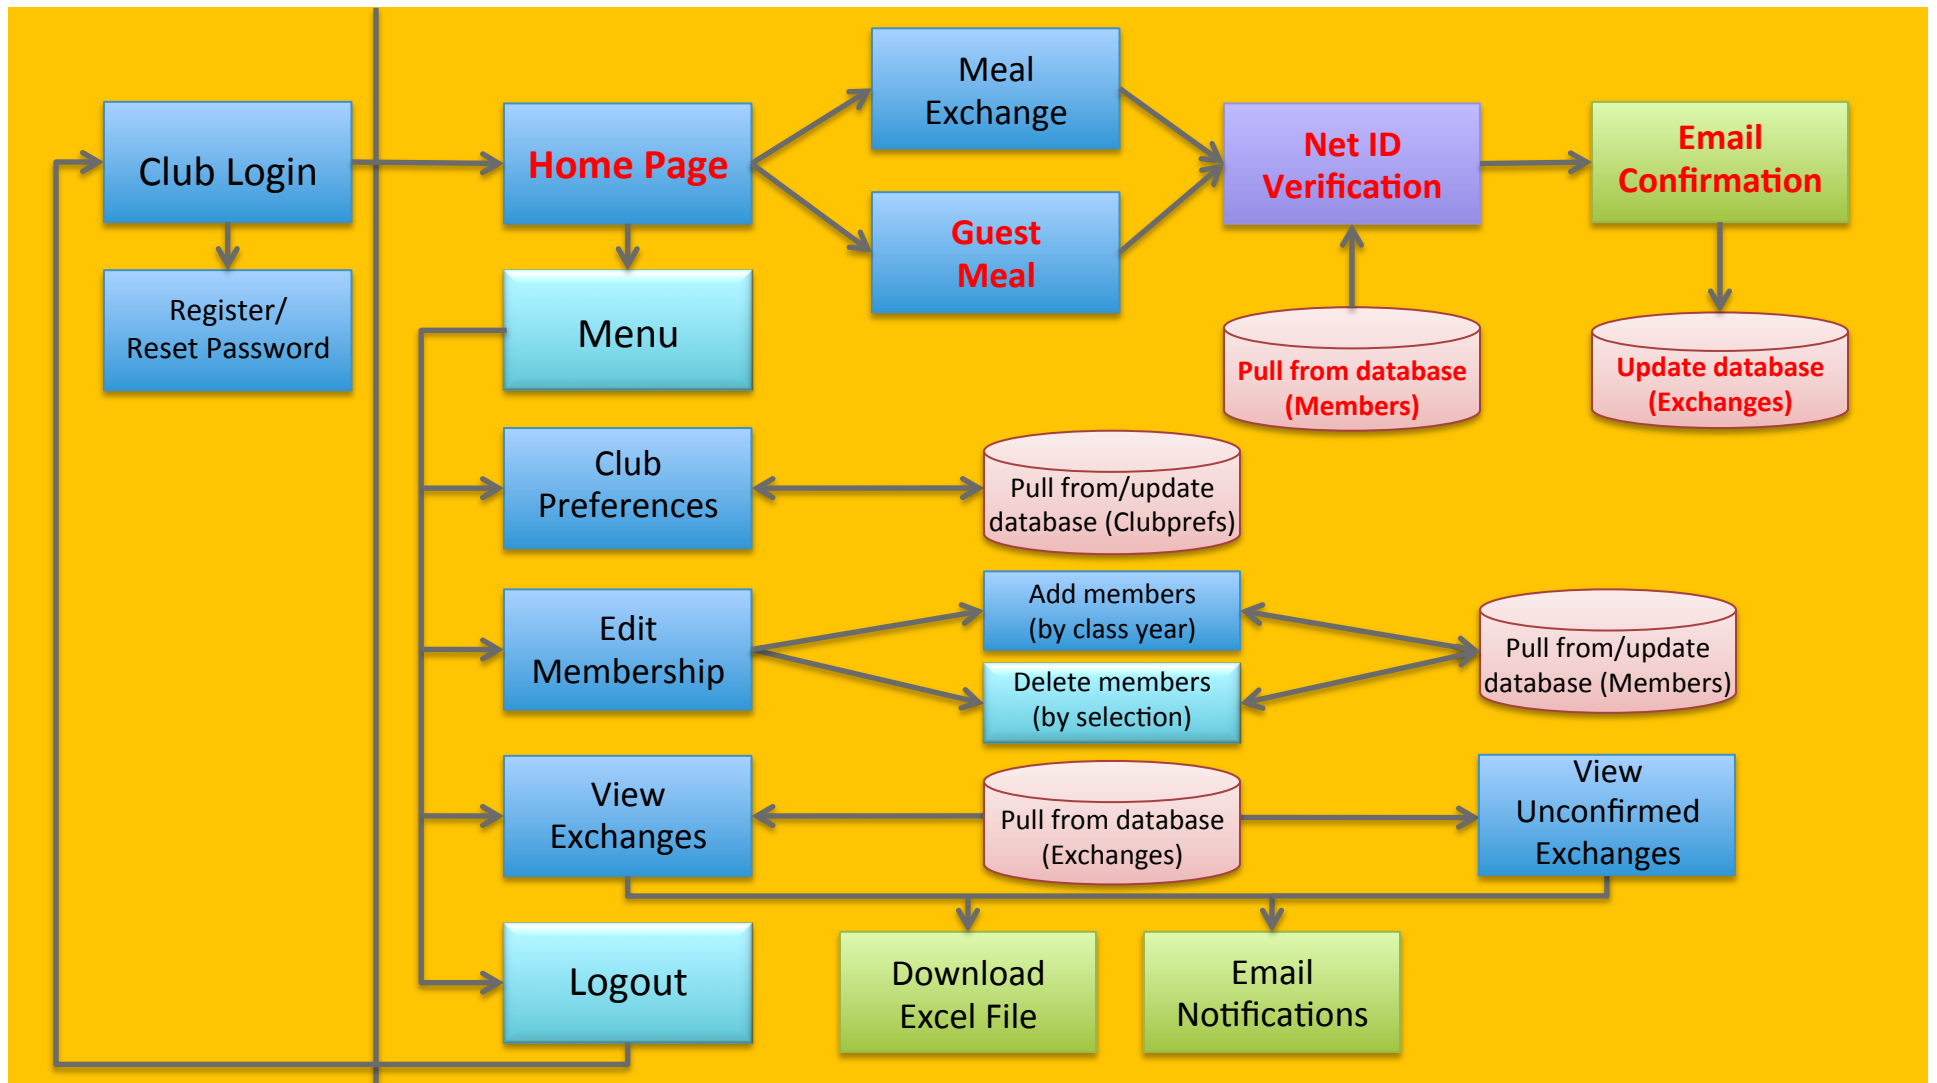 Club Login
Register/
Reset Password
Home Page
Meal
Exchange
Guest
Meal
Net ID
Verification
Email
Confirmation
Pull from database
(Members)
Update database
(Exchanges)
Menu
Club
Preferences
Pull from/update
database (Clubprefs)
Edit
Membership
Add members
(by class year)
Delete members
(by selection)
Pull from/update
database (Members)
View
Exchanges
Pull from database
(Exchanges)
View
Unconfirmed
Exchanges
Logout
Download
Excel File
Email
Notifications